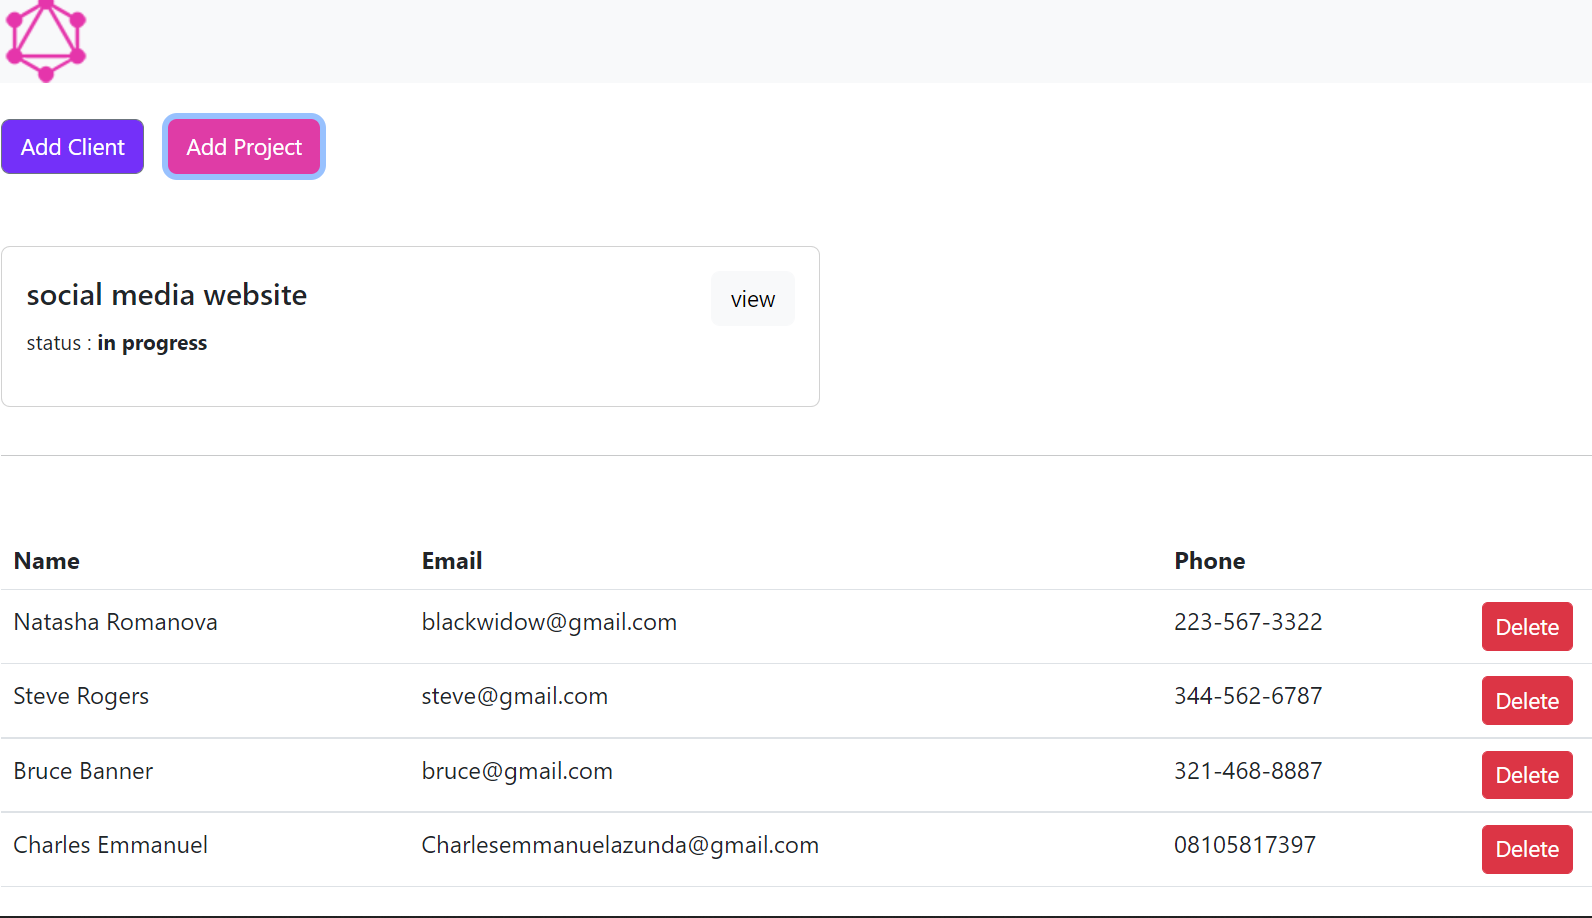 Add Client Add Project
social media website view
status : in progress
Name Email Phone
Natasha Romanova blackwidow@gmail.com 223-567-3322 Delete
Steve Rogers steve@gmail.com 344-562-6787 Delete
Bruce Banner bruce@gmail.com 321-468-8887 Delete
Charles Emmanuel Charlesemmanuelazunda@gmail.com 08105817397 Delete